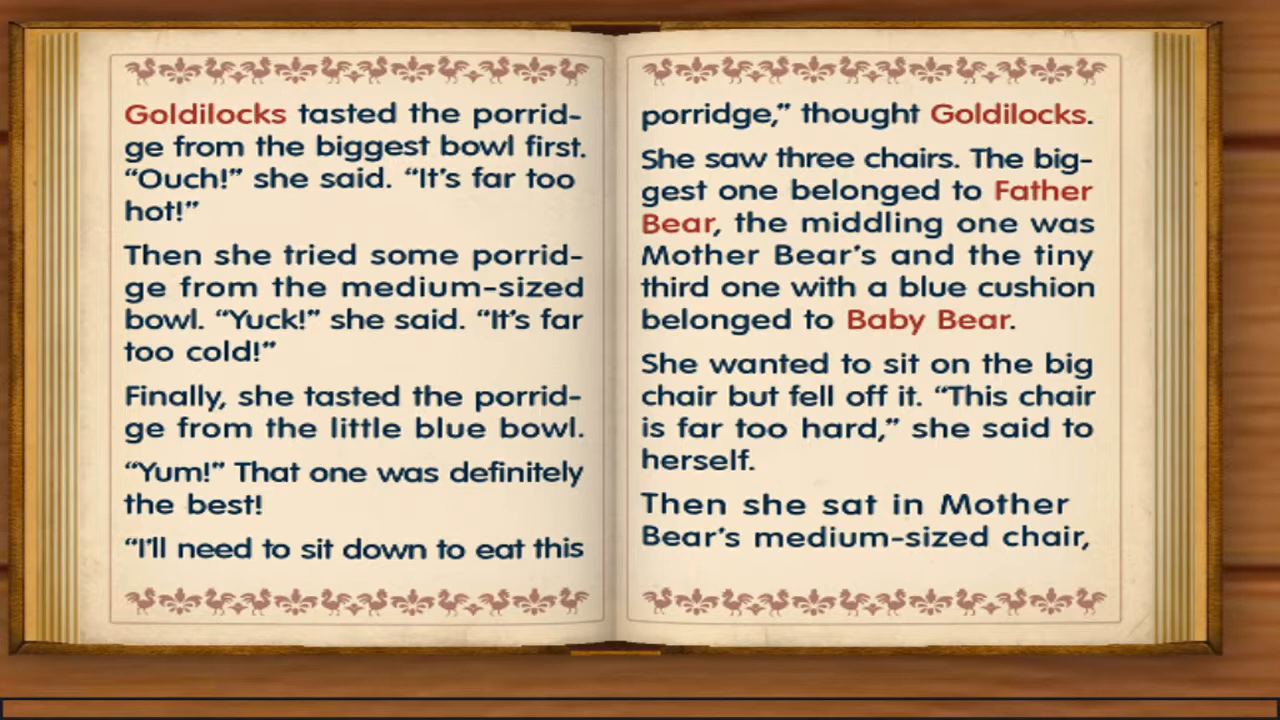 Goldilocks tasted the porrid-
ge from the biggest bowl first.
“Ouch!” she said. “It’s far too
hot!”
Then she tried some porrid-
ge from the medium-sized
bowl. “Yuck!” she said. “It’s far
too cold!”
Finally, she tasted the porrid-
ge from the little blue bowl.
“Yum!” That one was definitely
the best!
“I’ll need to sit down to eat this
porridge,” thought Goldilocks.
She saw three chairs. The big-
gest one belonged to Father
Bear, the middling one was
Mother Bear’s and the tiny
third one with a blue cushion
belonged to Baby Bear.
She wanted to sit on the big
chair but fell off it. “This chair
is far too hard,” she said to
herself.
Then she sat in Mother
Bear’s medium-sized chair,